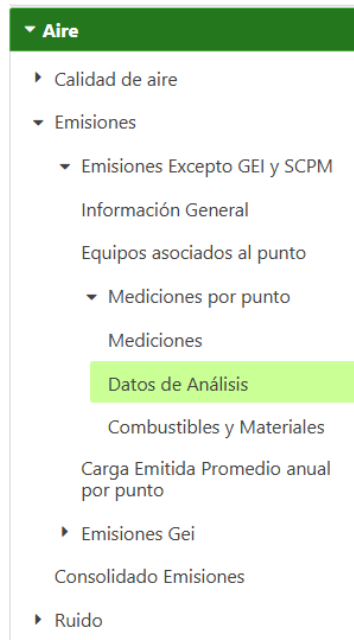 Aire
Calidad de aire
Emisiones
Emisiones Excepto GEI y SCPM
Información General
Equipos asociados al punto
Mediciones por punto
Mediciones
Datos de Análisis
Combustibles y Materiales
Carga Emitida Promedio anual
por punto
Emisiones Gei
Consolidado Emisiones
Ruido